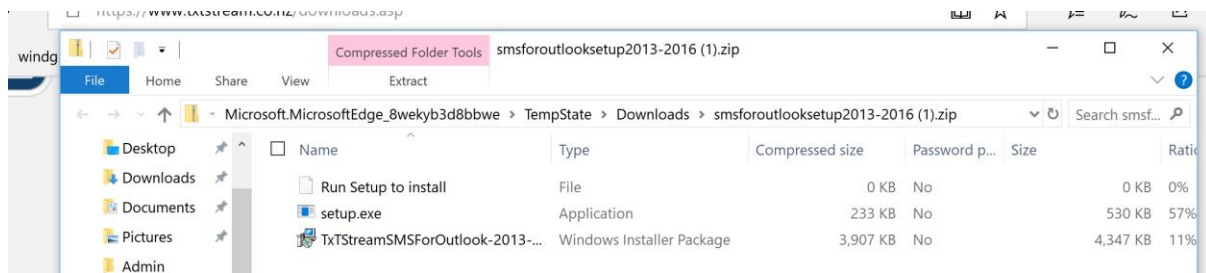 https://www.txtstream.co.nz/downloads.asp
windg
Compressed Folder Tools smsforoutlooksetup2013-2016 (1).zip
File Home Share View Extract
Microsoft.MicrosoftEdge_8wekyb3d8bbwe > TempState > Downloads > smsforoutlooksetup2013-2016 (1).zip Search smsf...
Desktop Name Type Compressed size Password p... Size Ratio
Downloads Run Setup to install File 0 KB No 0 KB 0%
Documents setup.exe Application 233 KB No 530 KB 57%
Pictures TxTStreamSMSForOutlook-2013-... Windows Installer Package 3,907 KB No 4,347 KB 11%
Admin